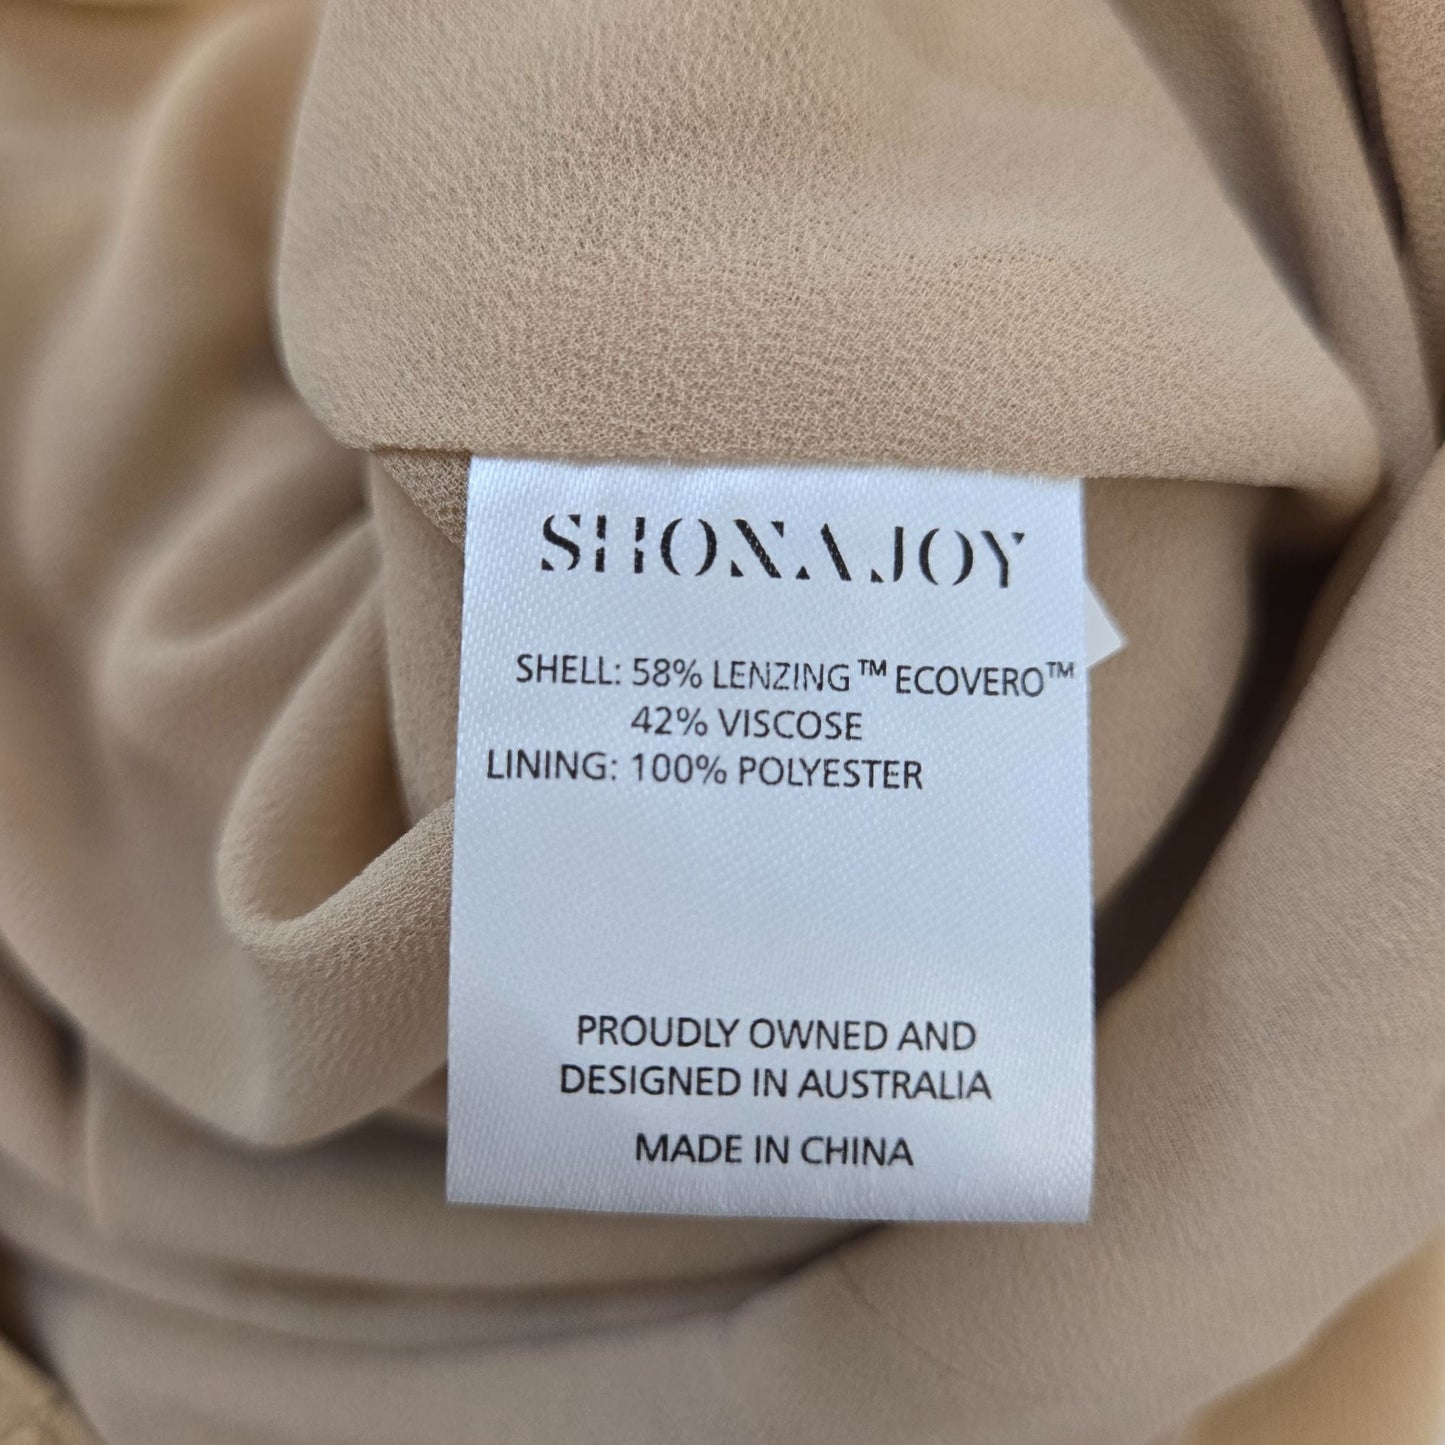 SHONA JOY
SHELL: 58% LENZING™ ECOVERO™
42% VISCOSE
LINING: 100% POLYESTER
PROUDLY OWNED AND
DESIGNED IN AUSTRALIA
MADE IN CHINA